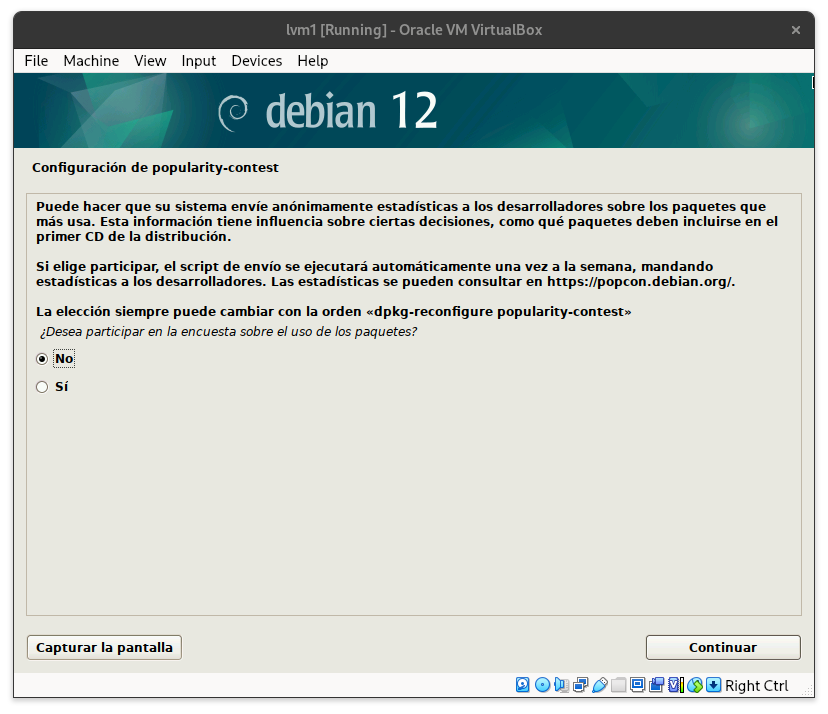 lvm1 [Running] - Oracle VM VirtualBox
File Machine View Input Devices Help
debian 12
Configuración de popularity-contest
Puede hacer que su sistema envíe anónimamente estadísticas a los desarrolladores sobre los paquetes que
más usa. Esta información tiene influencia sobre ciertas decisiones, como qué paquetes deben incluirse en el
primer CD de la distribución.
Si elige participar, el script de envío se ejecutará automáticamente una vez a la semana, mandando
estadísticas a los desarrolladores. Las estadísticas se pueden consultar en https://popcon.debian.org/.
La elección siempre puede cambiar con la orden «dpkg-reconfigure popularity-contest»
¿Desea participar en la encuesta sobre el uso de los paquetes?
No
Sí
Capturar la pantalla
Continuar
Right Ctrl